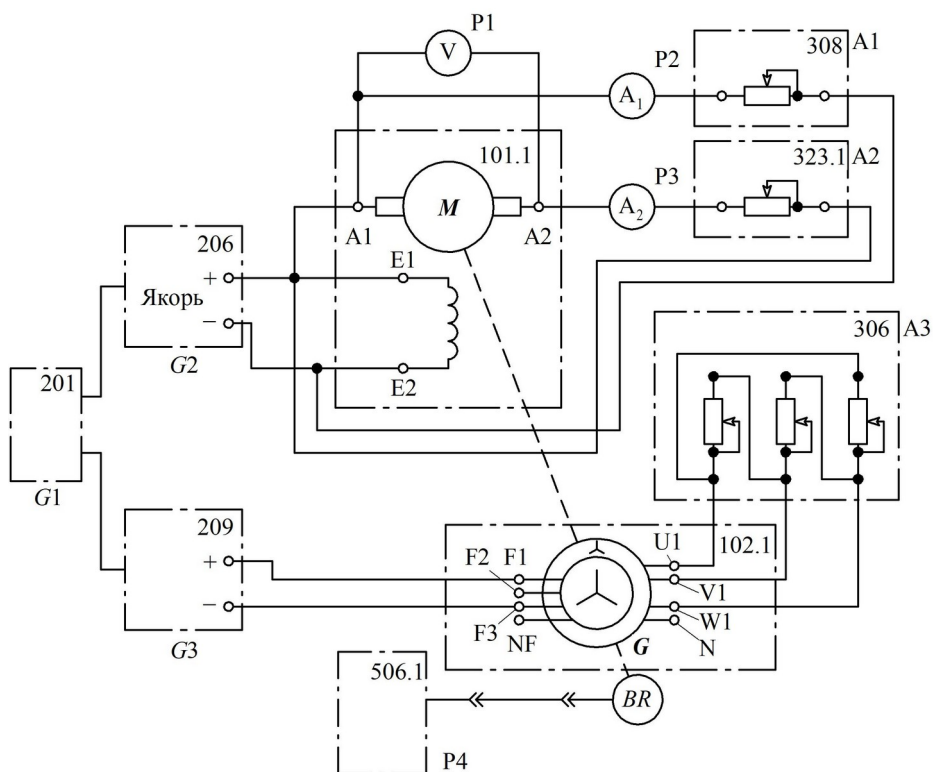 P1
V
P2
A₁
308
A1
101.1
P3
A₂
323.1
A2
M
A1
A2
206
+
Якорь
−
G2
E1
E2
306
A3
201
G1
209
+
−
G3
102.1
U1
F2
F1
V1
F3
W1
NF
G
N
506.1
BR
P4